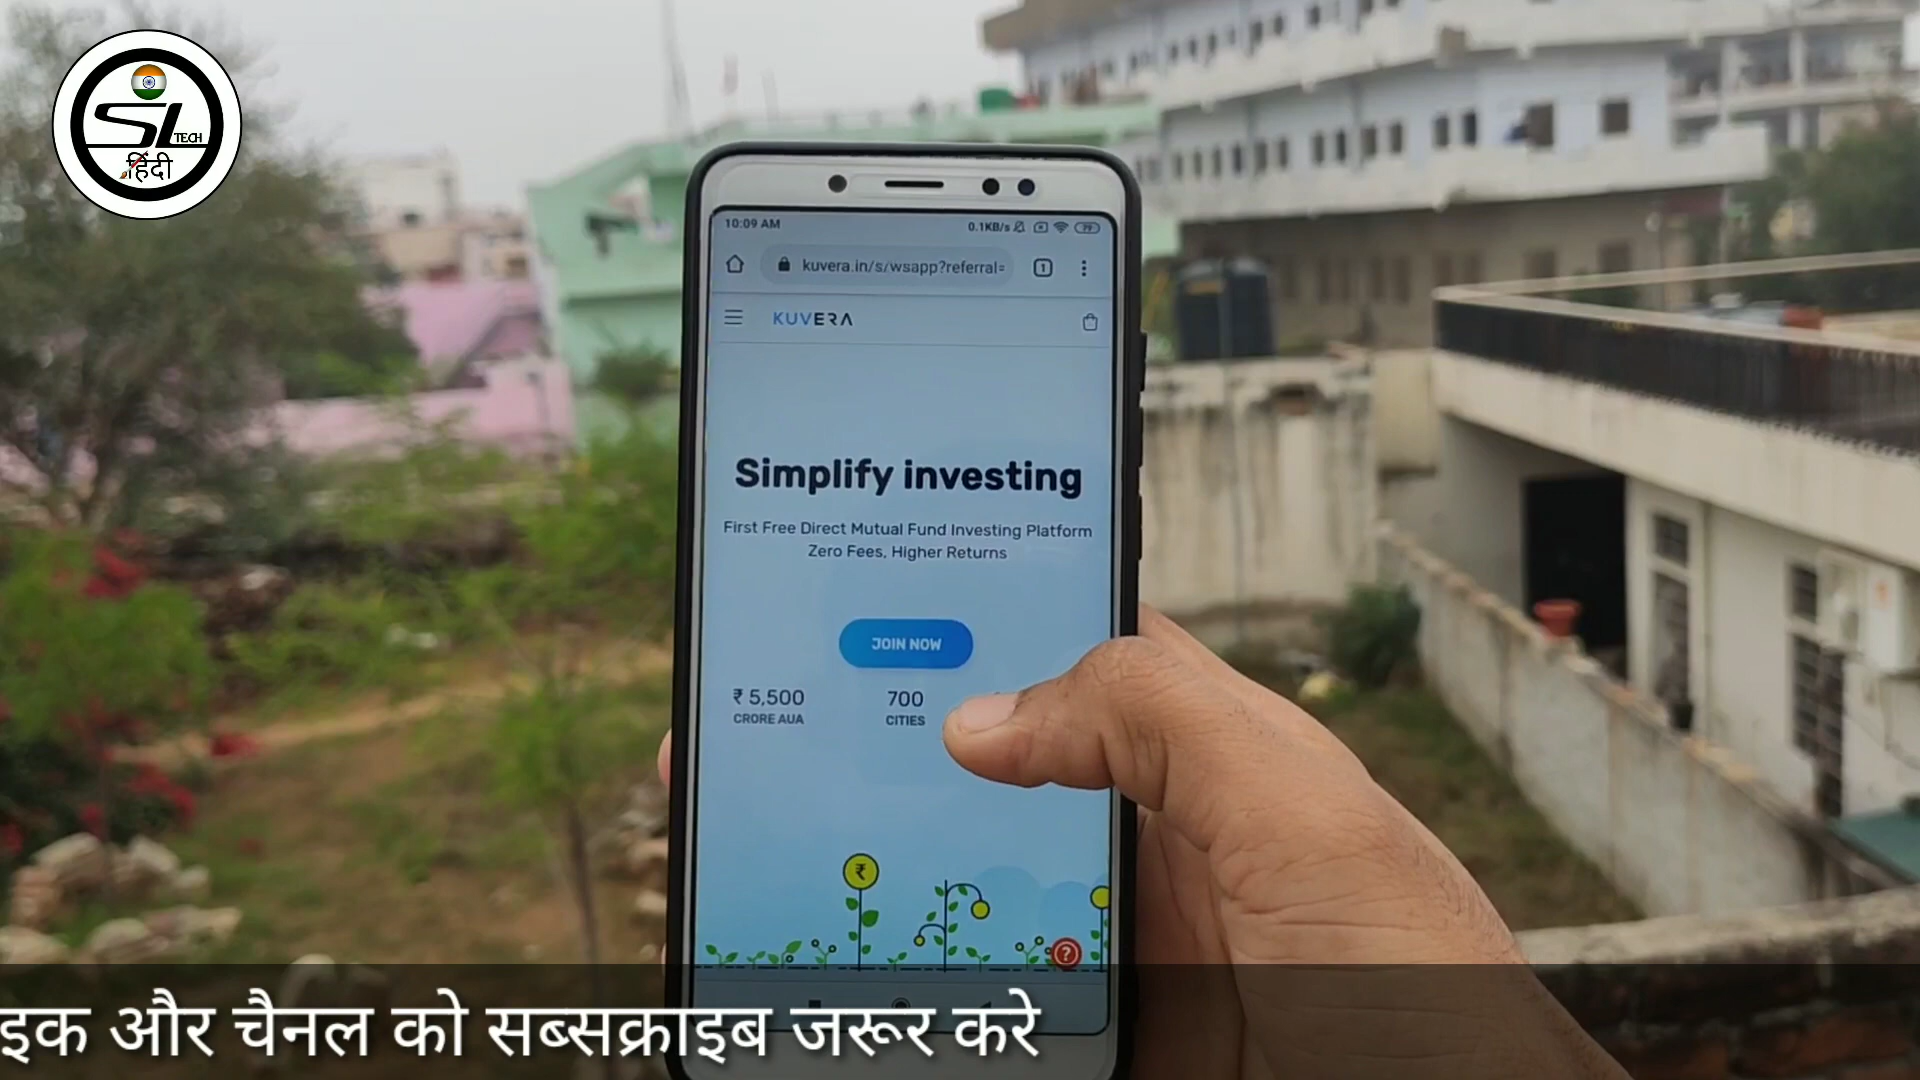 SL
TECH
हिंदी
10:09 AM
0.1KB/s
79
kuvera.in/s/wsapp?referral=
1
KUVERA
Simplify investing
First Free Direct Mutual Fund Investing Platform
Zero Fees, Higher Returns
JOIN NOW
₹ 5,500
700
CRORE AUA
CITIES
₹
?
इक और चैनल को सब्सक्राइब जरूर करे